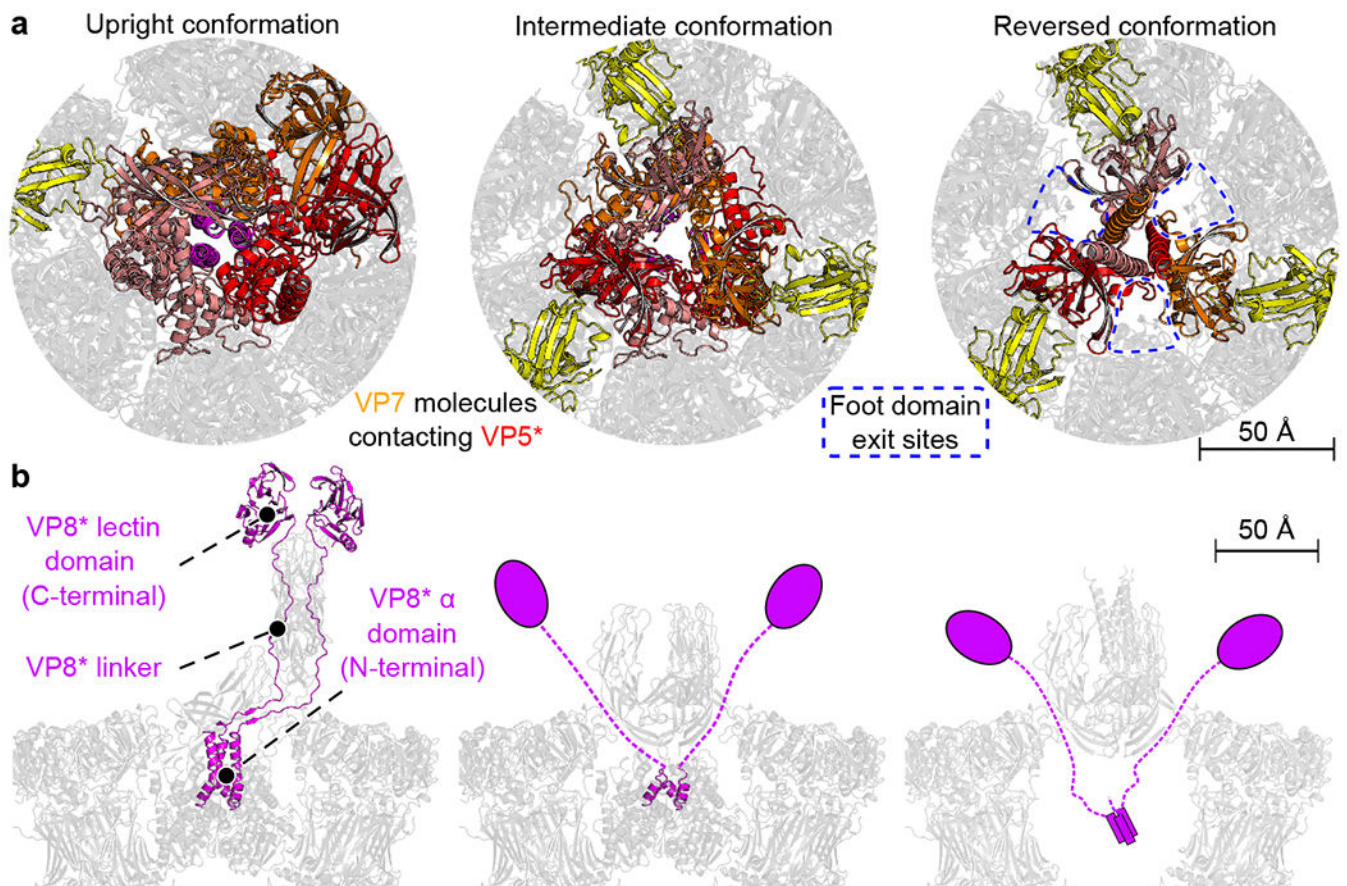 a
Upright conformation
Intermediate conformation
Reversed conformation
VP7 molecules
contacting VP5*
Foot domain
exit sites
50 Å
b
VP8* lectin
domain
(C-terminal)
VP8* linker
VP8* α
domain
(N-terminal)
50 Å